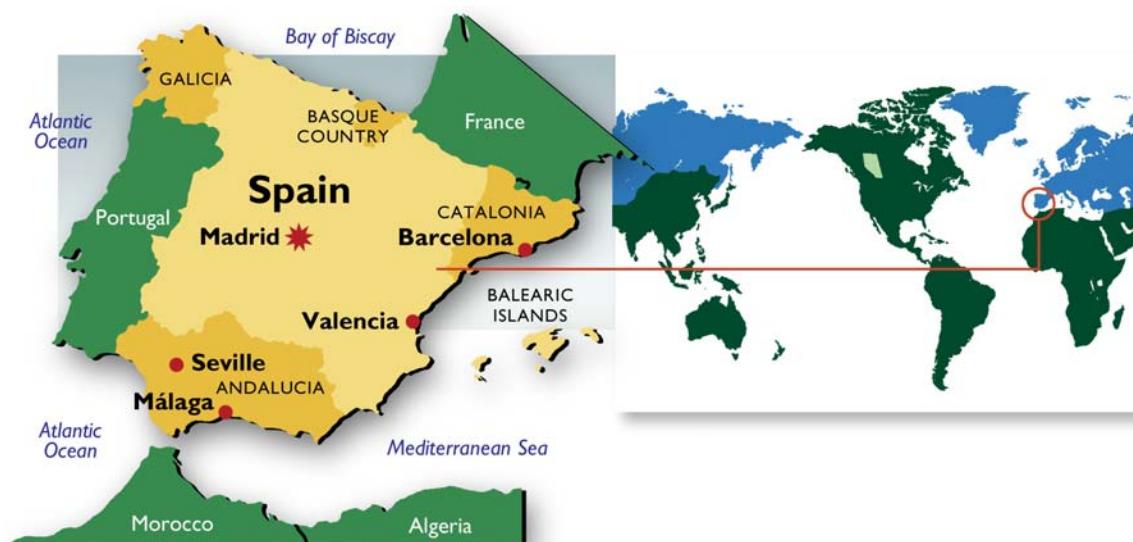 Bay of Biscay
GALICIA
Atlantic
Ocean
BASQUE
COUNTRY
France
Spain
Portugal
CATALONIA
Madrid
Barcelona
BALEARIC
ISLANDS
Valencia
Seville
ANDALUCIA
Málaga
Atlantic
Ocean
Mediterranean Sea
Morocco
Algeria